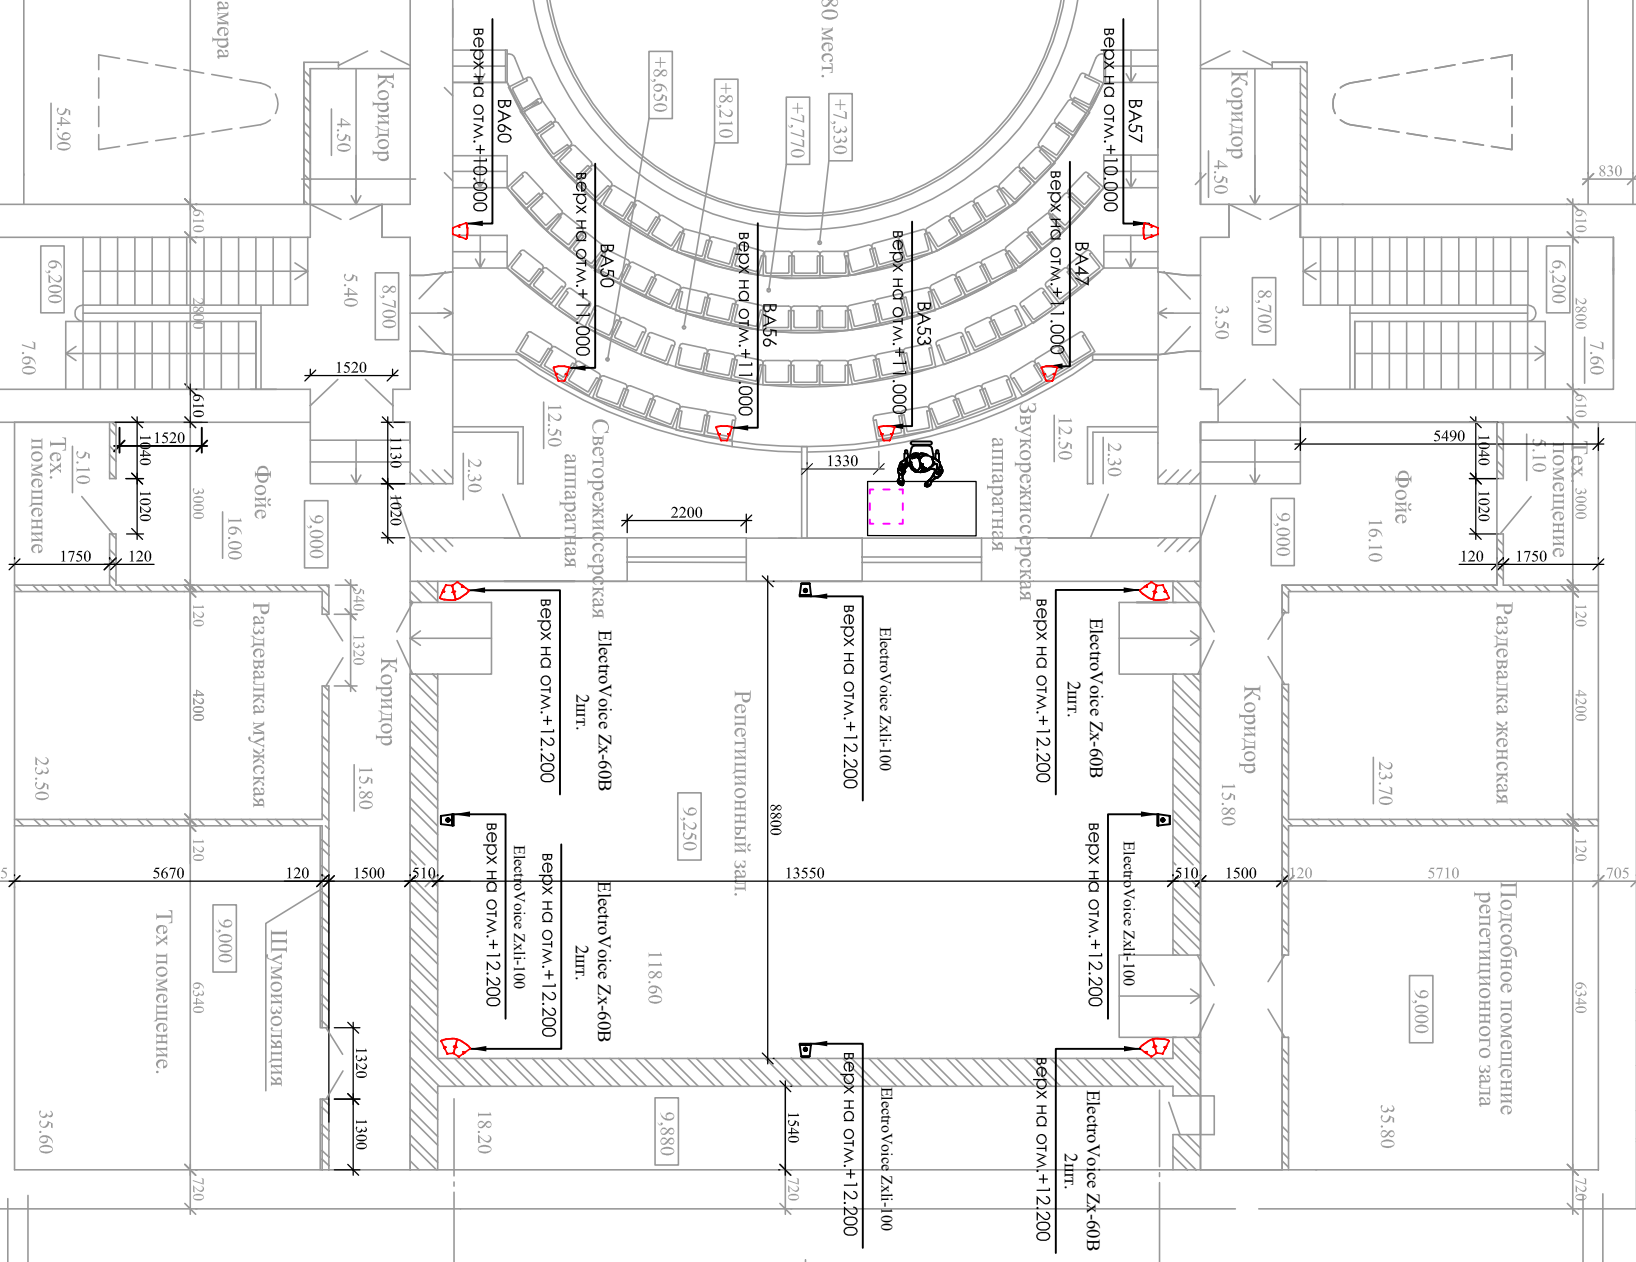 камера
54.90
Коридор
4.50
80 мест.
+8,650
+8,210
+7,770
+7,330
ВА60
верх на отм.+10.000
ВА57
верх на отм.+10.000
ВА50
верх на отм.+11.000
ВА56
верх на отм.+11.000
ВА53
верх на отм.+11.000
ВА47
верх на отм.+11.000
Коридор
4.50
830
610
2800
610
6,200
7.60
5.40
8,700
1520
3.50
8,700
6,200
7.60
610
2800
610
Тех.
помещение
5.10
1040
1520
1020
1750
120
3000
Фойе
16.00
9,000
1130
1020
2.30
12.50
Светорежиссерская
аппаратная
2200
1330
Звукорежиссерская
аппаратная
12.50
2.30
9,000
Фойе
16.10
5490
1040
1020
5.10
Тех.
помещение
3000
120
1750
120
540
1320
Раздевалка мужская
4200
23.50
Коридор
15.80
ElectroVoice Zx-60B
2шт.
верх на отм.+12.200
ElectroVoice Zxli-100
верх на отм.+12.200
ElectroVoice Zx-60B
2шт.
верх на отм.+12.200
Репетиционный зал.
9,250
118.60
8800
Коридор
15.80
Раздевалка женская
23.70
120
4200
120
120
5
5670
120
1500
510
13550
510
1500
120
5710
705
ElectroVoice Zxli-100
верх на отм.+12.200
ElectroVoice Zx-60B
2шт.
верх на отм.+12.200
ElectroVoice Zxli-100
верх на отм.+12.200
Тех помещение.
9,000
Шумоизоляция
6340
35.60
1320
1300
18.20
9,880
1540
ElectroVoice Zxli-100
верх на отм.+12.200
ElectroVoice Zx-60B
2шт.
верх на отм.+12.200
Подсобное помещение
репетиционного зала
9,000
35.80
6340
720
720
720